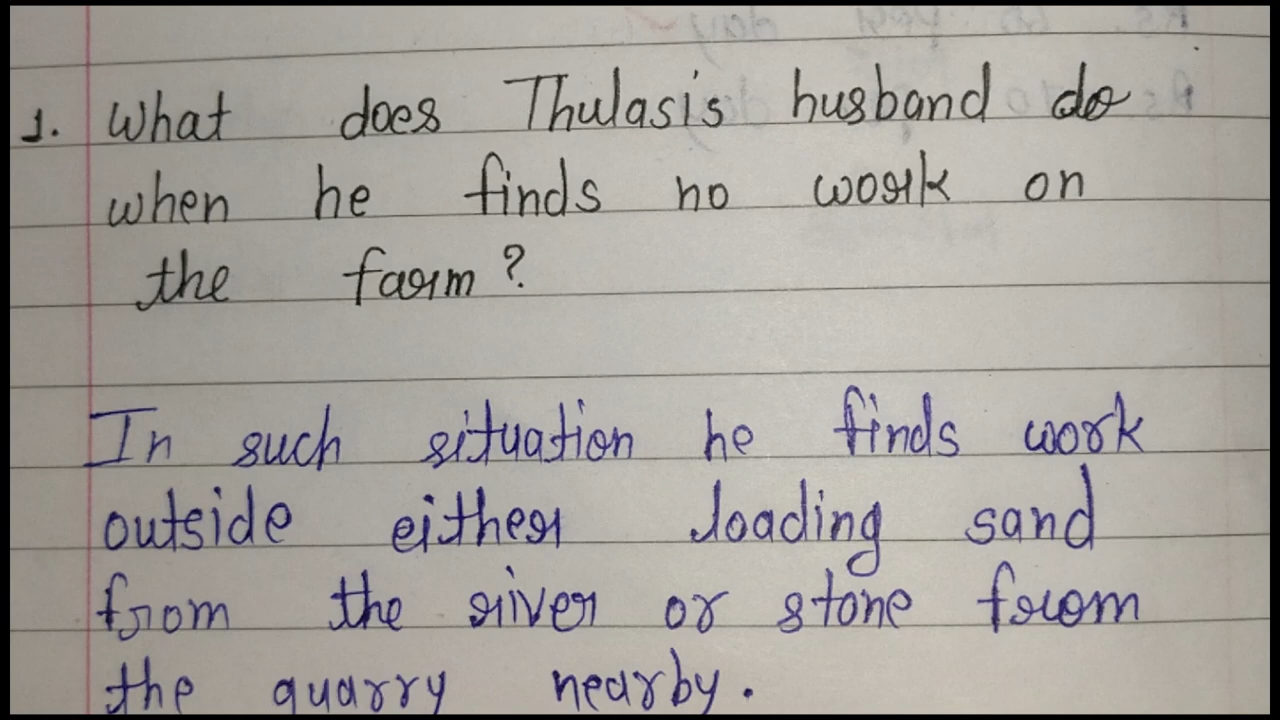 1. What does Thulasis husband do
when he finds no work on
the farm?
In such situation he finds work
outside either loading sand
from the river or stone from
the quarry nearby.